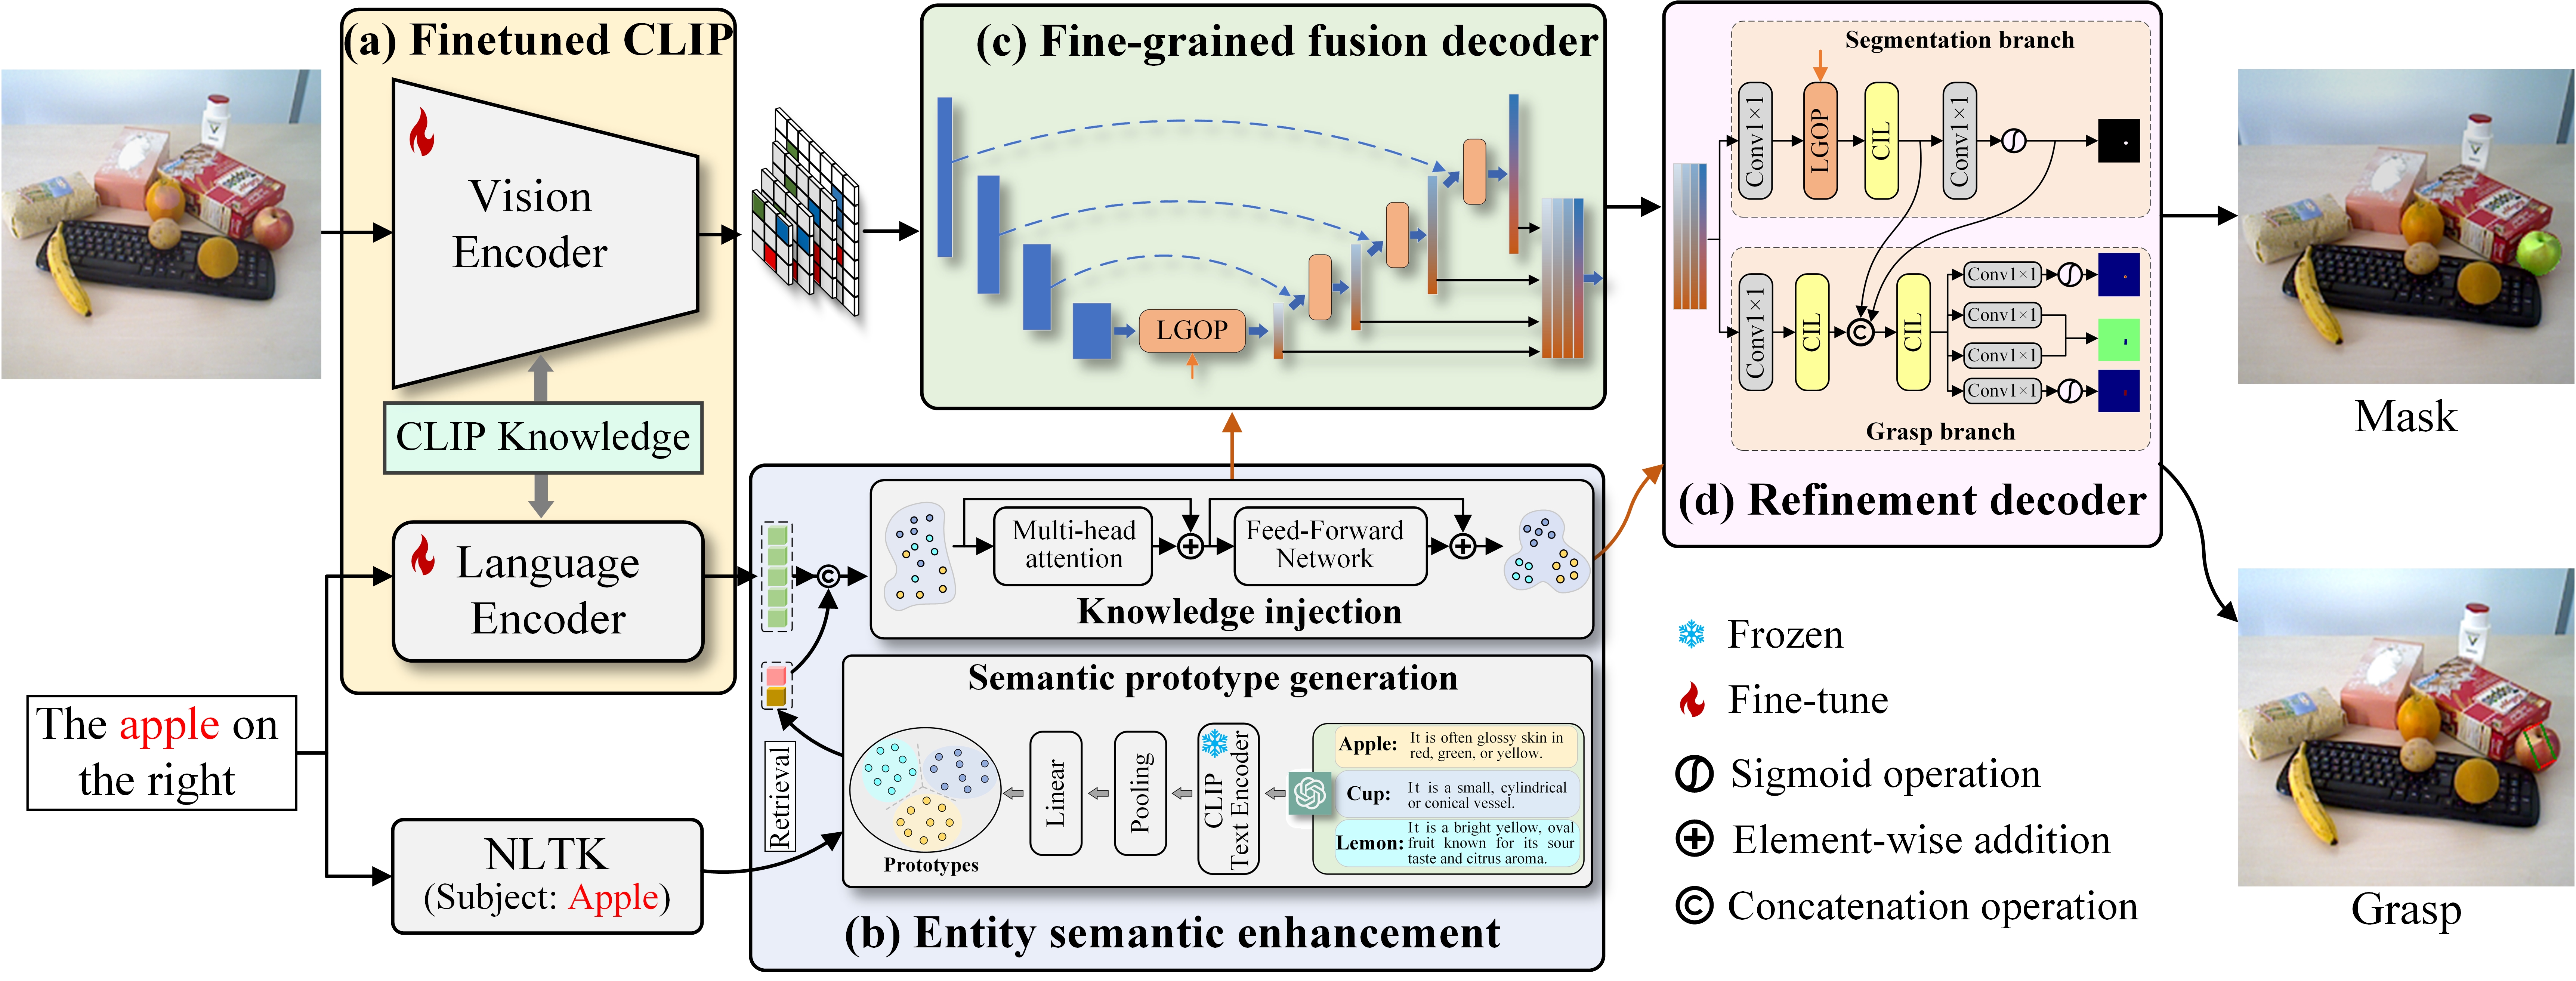 (a) Finetuned CLIP
Vision
Encoder
CLIP Knowledge
Language
Encoder
The apple on
the right
NLTK
(Subject: Apple)
(c) Fine-grained fusion decoder
LGOP
Multi-head
attention
Feed-Forward
Network
Knowledge injection
Semantic prototype generation
Retrieval
Prototypes
Linear
Pooling
CLIP
Text Encoder
Apple: It is often glossy skin in
red, green, or yellow.
Cup: It is a small, cylindrical
or conical vessel.
Lemon: It is a bright yellow, oval
fruit known for its sour
taste and citrus aroma.
(b) Entity semantic enhancement
Segmentation branch
Conv1×1
LGOP
CIL
Conv1×1
Conv1×1
CIL
CIL
Conv1×1
Conv1×1
Conv1×1
Conv1×1
Grasp branch
(d) Refinement decoder
Frozen
Fine-tune
Sigmoid operation
Element-wise addition
Concatenation operation
Mask
Grasp